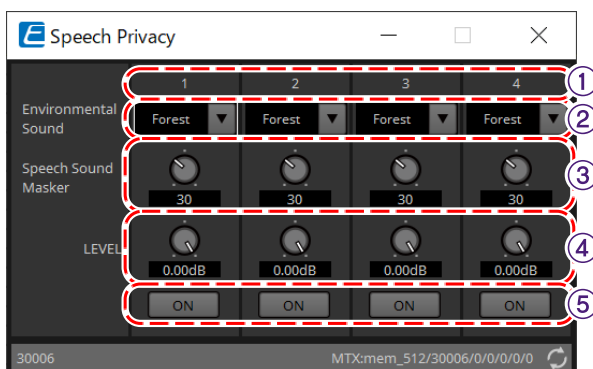 Speech Privacy
1 2 3 4 ①
Environmental
Sound
Forest Forest Forest Forest ②
Speech Sound
Masker
③
30 30 30 30
LEVEL
④
0.00dB 0.00dB 0.00dB 0.00dB
ON ON ON ON ⑤
30006 MTX:mem_512/30006/0/0/0/0/0